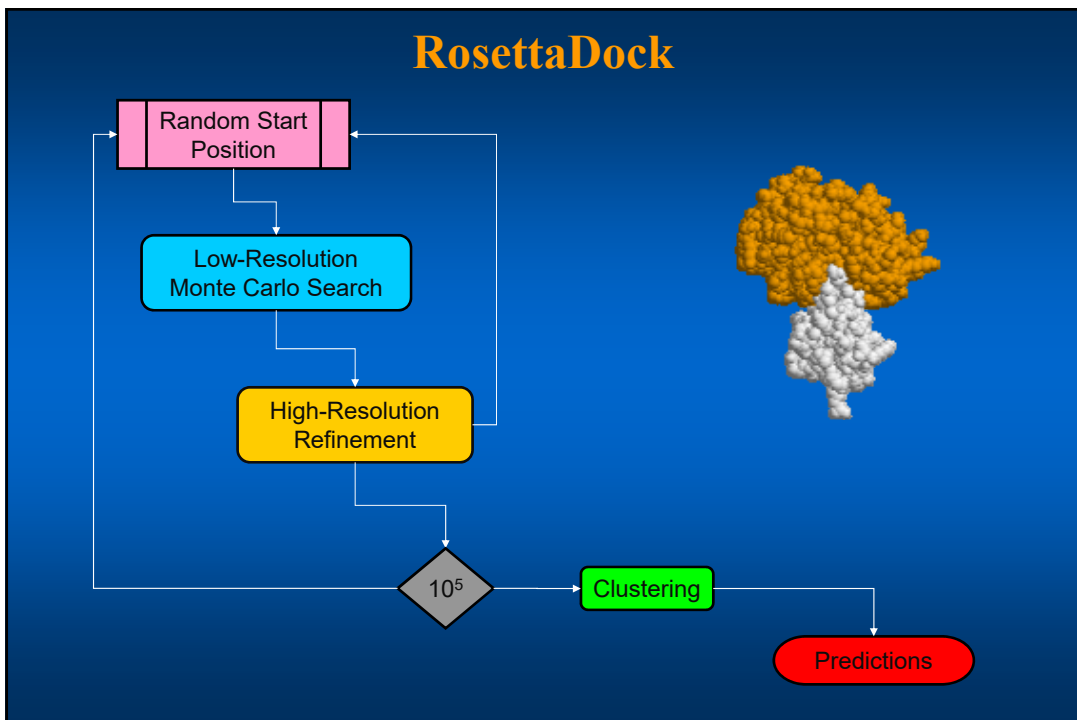 RosettaDock
Random Start
Position
Low-Resolution
Monte Carlo Search
High-Resolution
Refinement
10⁵
Clustering
Predictions